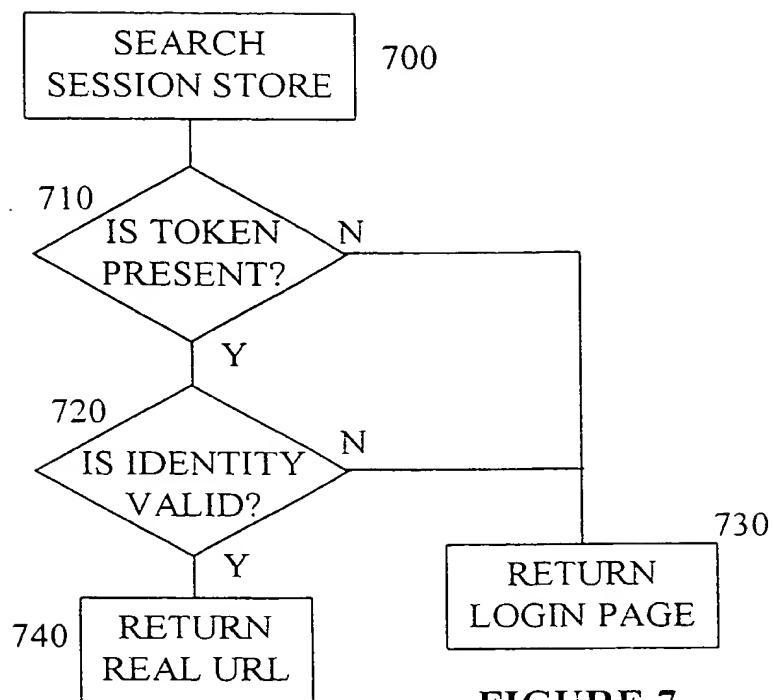 SEARCH
SESSION STORE
700
710
IS TOKEN
PRESENT?
N
Y
720
IS IDENTITY
VALID?
N
Y
730
RETURN
LOGIN PAGE
740
RETURN
REAL URL
FIGURE 7